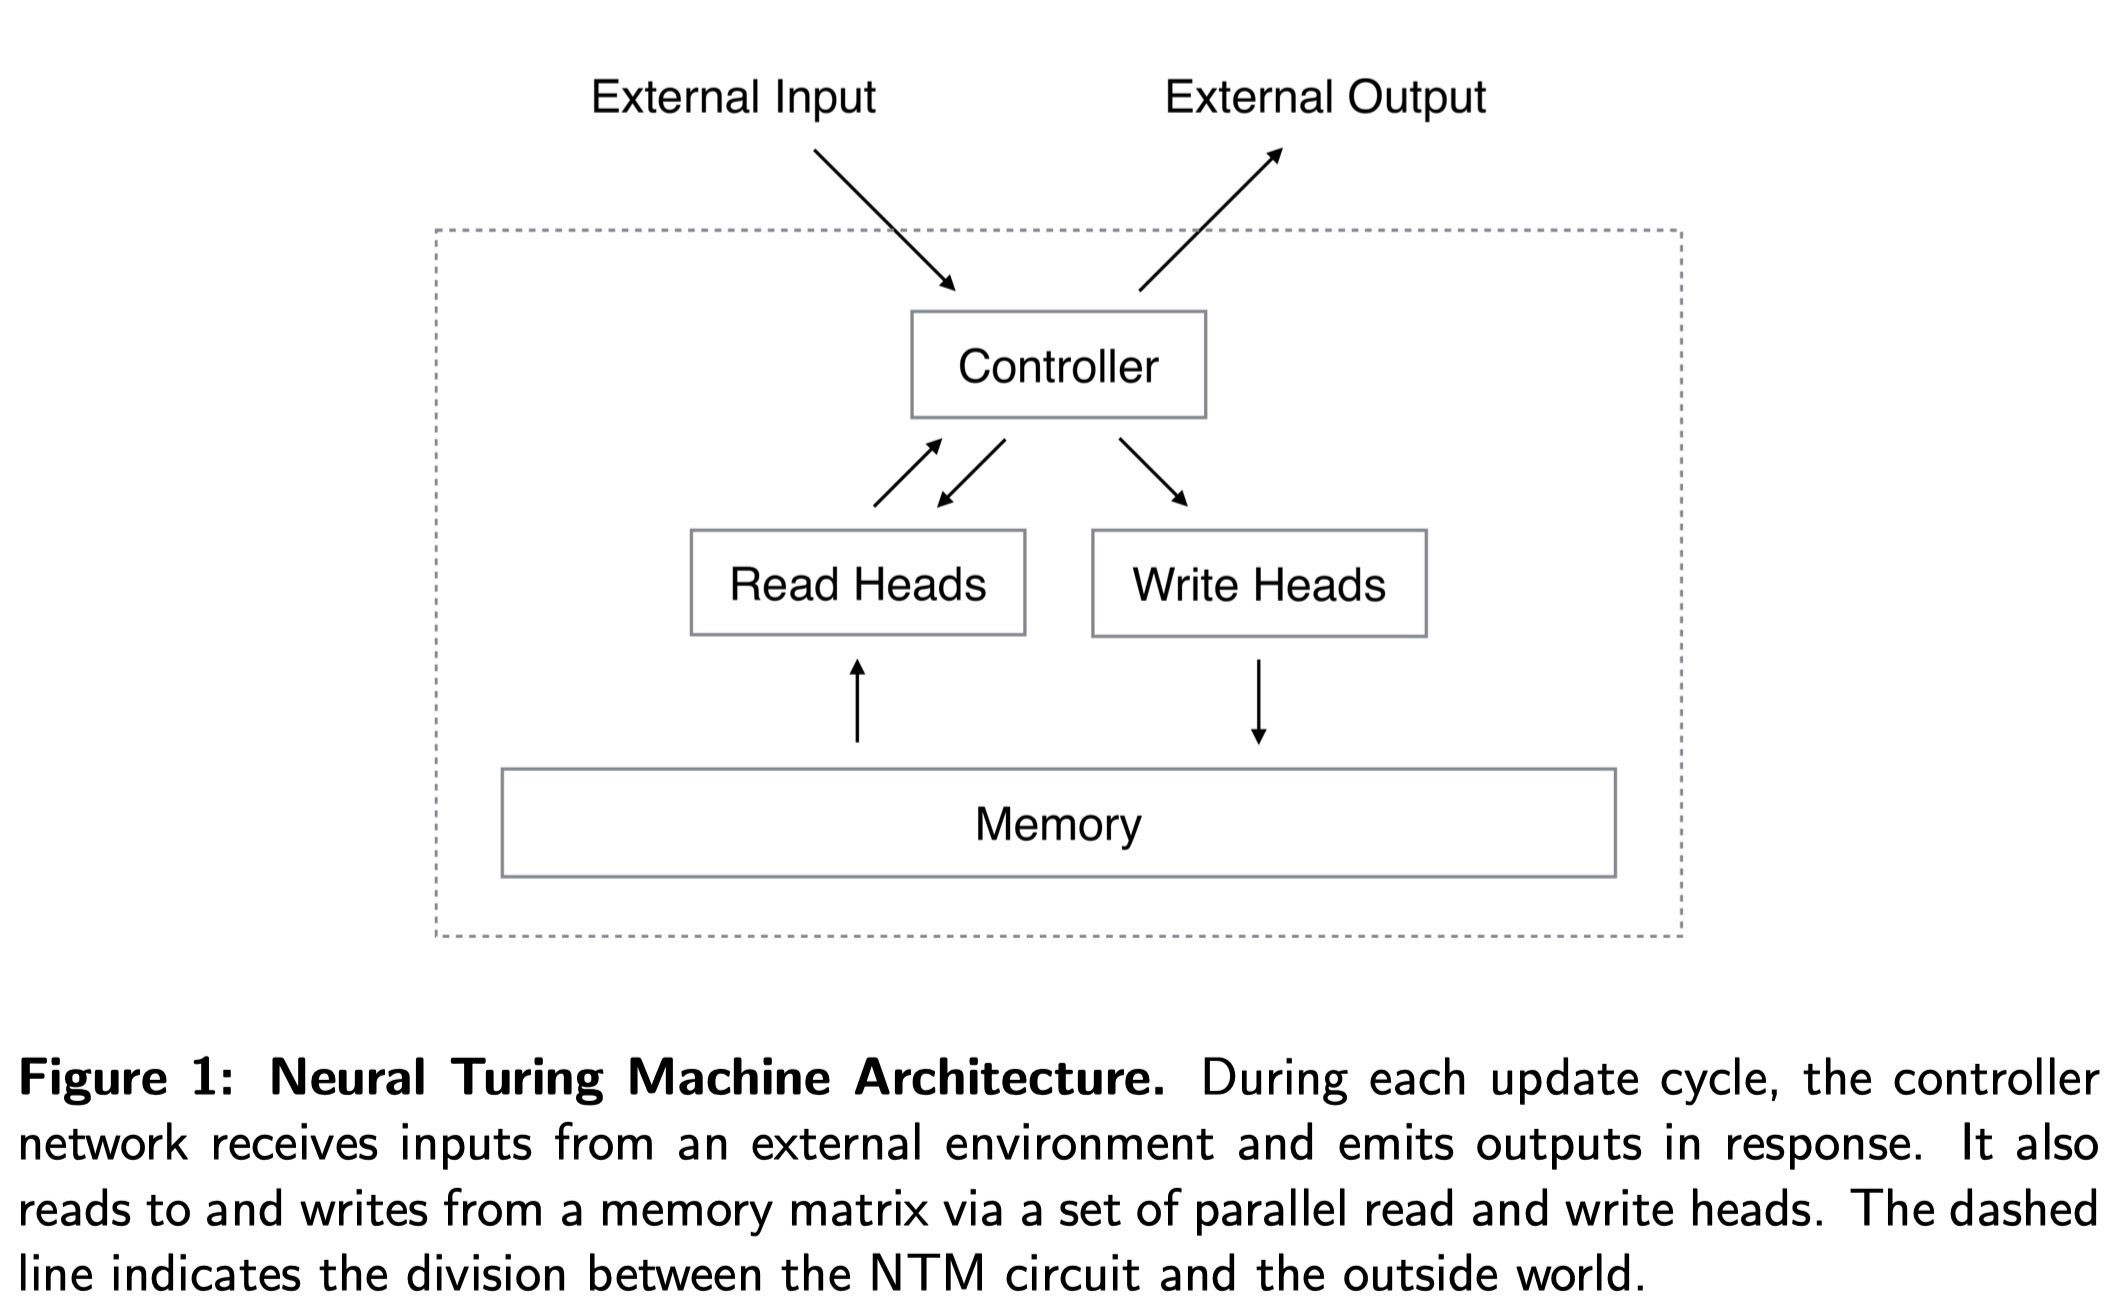 External Input
External Output
Controller
Read Heads
Write Heads
Memory
Figure 1: Neural Turing Machine Architecture. During each update cycle, the controller
network receives inputs from an external environment and emits outputs in response. It also
reads to and writes from a memory matrix via a set of parallel read and write heads. The dashed
line indicates the division between the NTM circuit and the outside world.